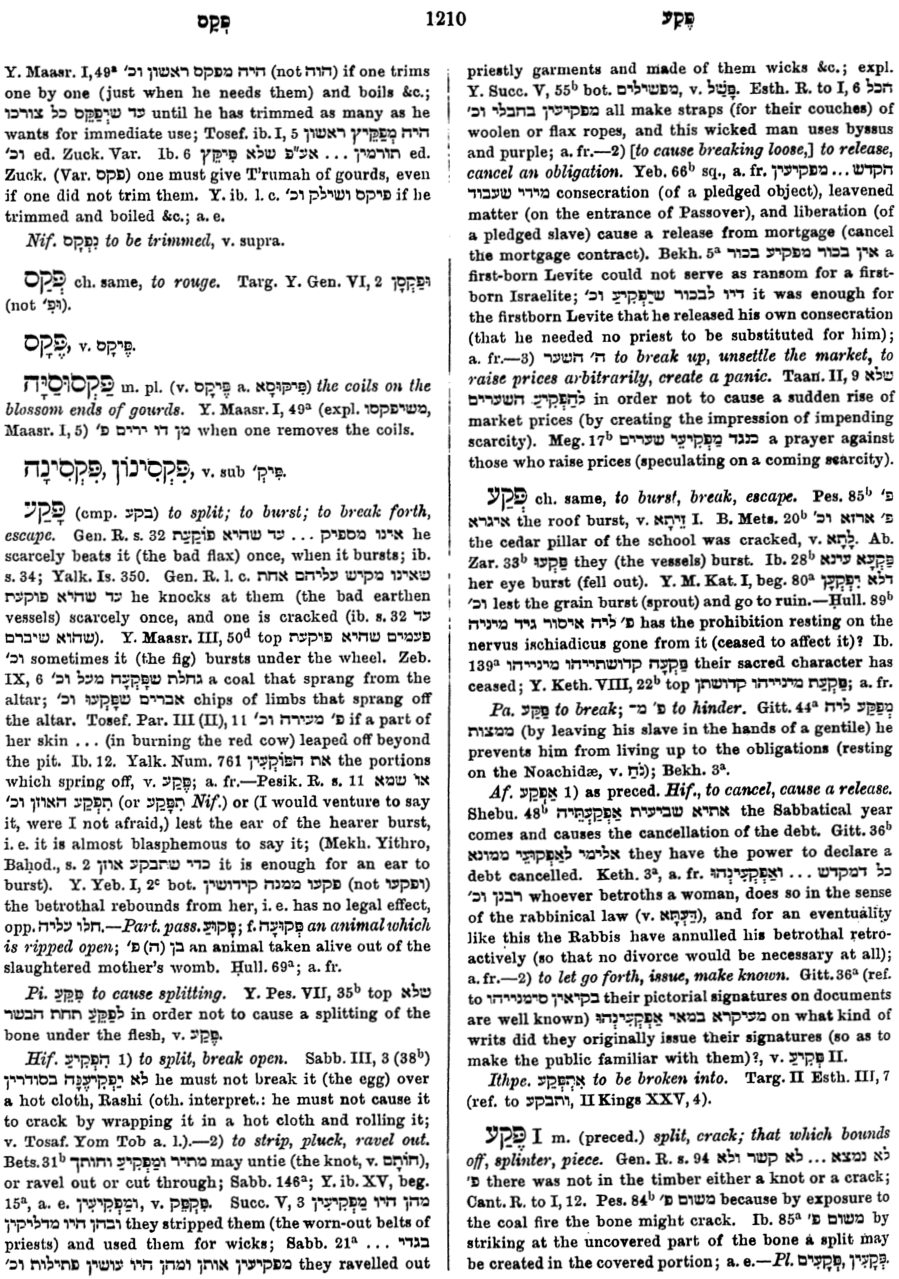 פְּקַס 1210 פֶּקַע
Y. Maasr. I, 49ᵃ היה מפקס ראשון וכ׳ (not הוה) if one trims
one by one (just when he needs them) and boils &c.;
עד שֶׁיְּפַקֵּס כל צורכו until he has trimmed as many as he
wants for immediate use; Tosef. ib. I, 5 היה מְפַקֵּיץ ראשון
וכ׳ ed. Zuck. Var. Ib. 6 תורמין ... אע״פ שלא פִּיקֵּץ ed.
Zuck. (Var. פקס) one must give T'rumah of gourds, even
if one did not trim them. Y. ib. l. c. פיקס ושילק וכ׳ if he
trimmed and boiled &c.; a. e.
Nif. נִפְקָס to be trimmed, v. supra.
פְּקַס ch. same, to rouge. Targ. Y. Gen. VI, 2 וּפַקְסָן
(not וּפְ׳).
פֶּקֶס, v. פִּיקָס.
פַּקְסוּסַיָּה m. pl. (v. פִּיקָס a. פִּיקּוּסָא) the coils on the
blossom ends of gourds. Y. Maasr. I, 49ᵃ (expl. משיפקסו,
Maasr. I, 5) מן דו ירים פ׳ when one removes the coils.
פִּקְסִינוֹן, פִּקְסִינָה, v. sub פִּיקְ׳.
פָּקַע (cmp. בקע) to split; to burst; to break forth,
escape. Gen. R. s. 32 אינו מספיק ... עד שהיא פוֹקַעַת he
scarcely beats it (the bad flax) once, when it bursts; ib.
s. 34; Yalk. Is. 350. Gen. R. l. c. שאינו מקיש עליהם אחת
עד שהיא פוקעת he knocks at them (the bad earthen
vessels) scarcely once, and one is cracked (ib. s. 32 עד
שהוא שיברם). Y. Maasr. III, 50ᵈ top פעמים שהיא פוקעת
וכ׳ sometimes it (the fig) bursts under the wheel. Zeb.
IX, 6 גחלת שֶׁפָּקְעָה מעל וכ׳ a coal that sprang from the
altar; אברים שפָּקְעוּ וכ׳ chips of limbs that sprang off
the altar. Tosef. Par. III (II), 11 פ׳ מעירה וכ׳ if a part of
her skin ... (in burning the red cow) leaped off beyond
the pit. Ib. 12. Yalk. Num. 761 את הפּוֹקְעִין the portions
which spring off, v. פֶּקַע; a. fr.—Pesik. R. s. 11 או שמא
תִּפְקַע האוזן וכ׳ (or תִּפָּקַע Nif.) or (I would venture to say
it, were I not afraid,) lest the ear of the hearer burst,
i. e. it is almost blasphemous to say it; (Mekh. Yithro,
Baḥod., s. 2 כדי שתבקע אוזן it is enough for an ear to
burst). Y. Yeb. I, 2ᶜ bot. פקעו ממנה קידושין (not ופקעו)
the betrothal rebounds from her, i. e. has no legal effect,
opp. חלו עליה.—Part. pass. פָּקוּעַ; f. פְּקוּעָה an animal which
is ripped open; בן (ה)פ׳ an animal taken alive out of the
slaughtered mother's womb. Ḥull. 69ᵃ; a. fr.
Pi. פִּקֵּעַ to cause splitting. Y. Pes. VII, 35ᵇ top שלא
לפַקֵּעַ תחת הבשר in order not to cause a splitting of the
bone under the flesh, v. פֶּקַע.
Hif. הִפְקִיעַ 1) to split, break open. Sabb. III, 3 (38ᵇ)
לא יַפְקִיעֶנָּה בסודרין he must not break it (the egg) over
a hot cloth, Rashi (oth. interpret.: he must not cause it
to crack by wrapping it in a hot cloth and rolling it;
v. Tosaf. Yom Tob a. l.).—2) to strip, pluck, ravel out.
Bets. 31ᵇ מתיר ומַפְקִיעַ וחותך may untie (the knot, v. חוֹתָם),
or ravel out or cut through; Sabb. 146ᵃ; Y. ib. XV, beg.
15ᵃ, a. e. ומַפְקִיעִין, v. פִּקְפֵּק. Succ. V, 3 מהן היו מַפְקִיעִין
ובהן היו מדליקין they stripped them (the worn-out belts of
priests) and used them for wicks; Sabb. 21ᵃ בגדי ...
מפקיעין אותן ומהן היו עושין פתילות וכ׳ they ravelled out
priestly garments and made of them wicks &c.; expl.
Y. Succ. V, 55ᵇ bot. מפשילים, v. פָּשַׁל. Esth. R. to I, 6 הכל
מפקיעין בחבלי וכ׳ all make straps (for their couches) of
woolen or flax ropes, and this wicked man uses byssus
and purple; a. fr.—2) [to cause breaking loose,] to release,
cancel an obligation. Yeb. 66ᵇ sq., a. fr. הקדש ... מפקיעין
מידי שעבוד consecration (of a pledged object), leavened
matter (on the entrance of Passover), and liberation (of
a pledged slave) cause a release from mortgage (cancel
the mortgage contract). Bekh. 5ᵃ אין בכור מפקיע בכור a
first-born Levite could not serve as ransom for a first-
born Israelite; דיו לבכור שיַּפְקִיעַ וכ׳ it was enough for
the firstborn Levite that he released his own consecration
(that he needed no priest to be substituted for him);
a. fr.—3) ה׳ השער to break up, unsettle the market, to
raise prices arbitrarily, create a panic. Taan. II, 9 שלא
להַפְקִיעַ השערים in order not to cause a sudden rise of
market prices (by creating the impression of impending
scarcity). Meg. 17ᵇ כנגד מַפְקִיעֵי שערים a prayer against
those who raise prices (speculating on a coming scarcity).
פְּקַע ch. same, to burst, break, escape. Pes. 85ᵇ פ׳
איגרא the roof burst, v. זִיוְתָא I. B. Mets. 20ᵇ פ׳ ארזא וכ׳
the cedar pillar of the school was cracked, v. לָחָא. Ab.
Zar. 33ᵇ פְּקָעוּ they (the vessels) burst. Ib. 28ᵇ פְּקָעָא עינא
her eye burst (fell out). Y. M. Kat. I, beg. 80ᵃ דלא יִפְקְעָן
וכ׳ lest the grain burst (sprout) and go to ruin.—Ḥull. 89ᵇ
פ׳ ליה איסור גיד מיניה has the prohibition resting on the
nervus ischiadicus gone from it (ceased to affect it)? Ib.
139ᵃ פְּקָעָה קדושתייהו מינייהו their sacred character has
ceased; Y. Keth. VIII, 22ᵇ top פָּקְעַת מינייהו קדושתן; a. fr.
Pa. פַּקַּע to break; פ׳ מ־ to hinder. Gitt. 44ᵃ מְפַקַּע ליה
ממצות (by leaving his slave in the hands of a gentile) he
prevents him from living up to the obligations (resting
on the Noachidæ, v. נֹחַ); Bekh. 3ᵃ.
Af. אַפְקַע 1) as preced. Hif., to cancel, cause a release.
Shebu. 48ᵇ אתיא שביעית אַפְקַעְתֵּיה the Sabbatical year
comes and causes the cancellation of the debt. Gitt. 36ᵇ
אלימי לאַפְקוּעֵי ממונא they have the power to declare a
debt cancelled. Keth. 3ᵃ, a. fr. כל דמקדש ... ואַפְקְעִינְהוּ
רבנן וכ׳ whoever betroths a woman, does so in the sense
of the rabbinical law (v. דַּעְתָּא), and for an eventuality
like this the Rabbis have annulled his betrothal retro-
actively (so that no divorce would be necessary at all);
a. fr.—2) to let go forth, issue, make known. Gitt. 36ᵃ (ref.
to בקיאין סימנייהו their pictorial signatures on documents
are well known) מעיקרא במאי אַפְקְעִינְהוּ on what kind of
writs did they originally issue their signatures (so as to
make the public familiar with them)?, v. פְּקִיעַ II.
Ithpe. אִתְפְּקַע to be broken into. Targ. II Esth. III, 7
(ref. to ותבקע, II Kings XXV, 4).
פֶּקַע I m. (preced.) split, crack; that which bounds
off, splinter, piece. Gen. R. s. 94 לא נמצא ... לא קשר ולא
פ׳ there was not in the timber either a knot or a crack;
Cant. R. to I, 12. Pes. 84ᵇ משום פ׳ because by exposure to
the coal fire the bone might crack. Ib. 85ᵃ משום פ׳ by
striking at the uncovered part of the bone a split may
be created in the covered portion; a. e.—Pl. פְּקָעִים, פְּקָעִין.